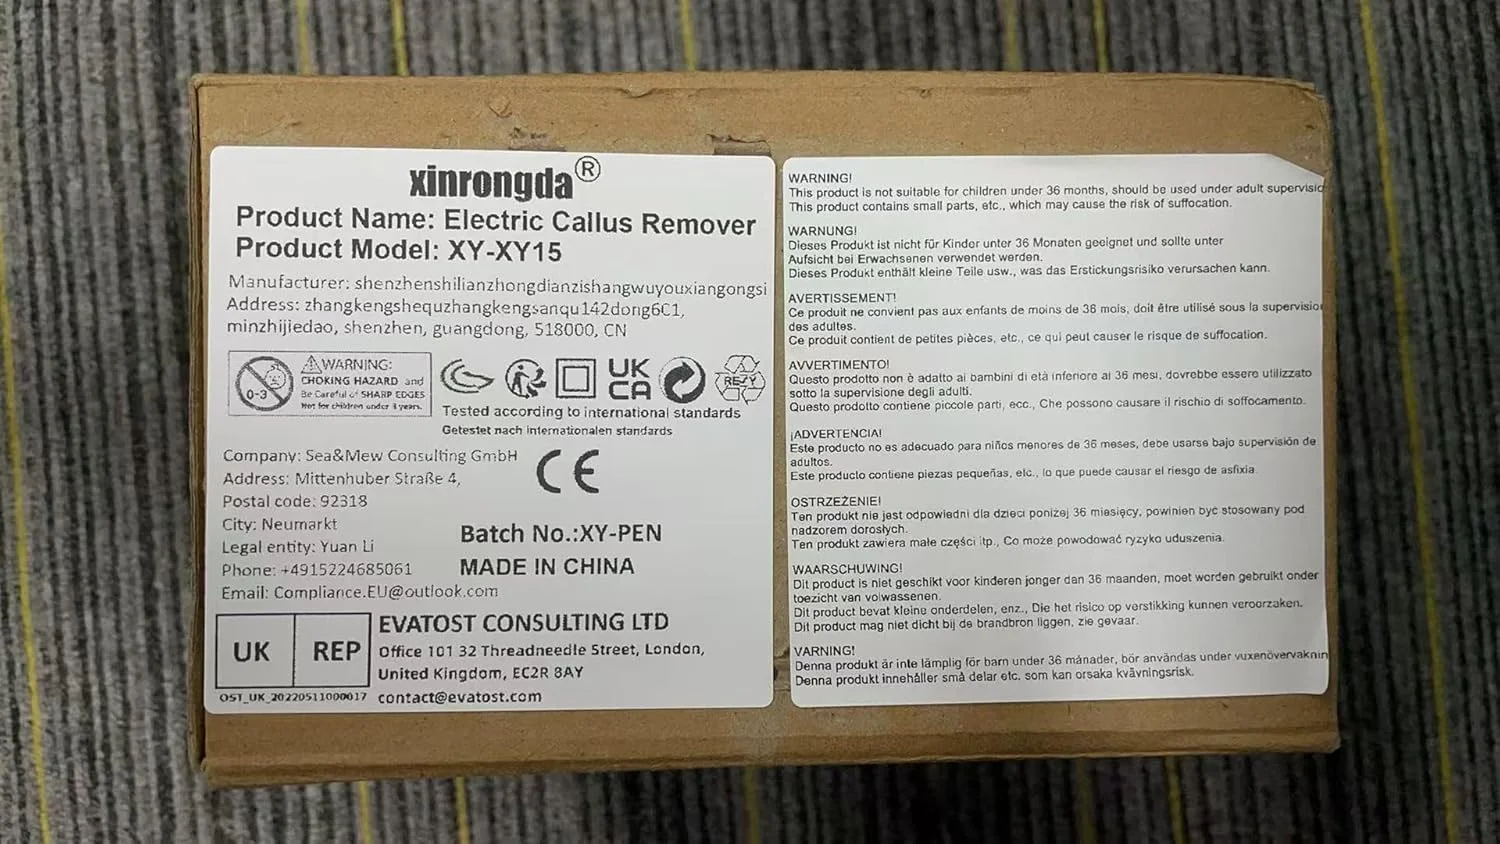 xinrongda®
Product Name: Electric Callus Remover
Product Model: XY-XY15
Manufacturer: shenzhenshilianzhongdianzishangwuyouxiangongsi
Address: zhangkengshequzhangkengsanqu142dong6C1,
minzhijiedao, shenzhen, guangdong, 518000, CN
0-3
WARNING:
CHOKING HAZARD and
Be Careful of SHARP EDGES
Not for children under 3 years.
UK
CA
RESY
Tested according to international standards
Getestet nach internationalen standards
Company: Sea&Mew Consulting GmbH
Address: Mittenhuber Straße 4,
Postal code: 92318
City: Neumarkt
Legal entity: Yuan Li
Phone: +4915224685061
Email: Compliance.EU@outlook.com
CE
Batch No.:XY-PEN
MADE IN CHINA
UK REP
OST_UK_20220511000017
EVATOST CONSULTING LTD
Office 101 32 Threadneedle Street, London,
United Kingdom, EC2R 8AY
contact@evatost.com
WARNING!
This product is not suitable for children under 36 months, should be used under adult supervisio
This product contains small parts, etc., which may cause the risk of suffocation.
WARNUNG!
Dieses Produkt ist nicht für Kinder unter 36 Monaten geeignet und sollte unter
Aufsicht bei Erwachsenen verwendet werden.
Dieses Produkt enthält kleine Teile usw., was das Erstickungsrisiko verursachen kann.
AVERTISSEMENT!
Ce produit ne convient pas aux enfants de moins de 36 mois, doit être utilisé sous la supervision
des adultes.
Ce produit contient de petites pièces, etc., ce qui peut causer le risque de suffocation.
AVVERTIMENTO!
Questo prodotto non è adatto ai bambini di età inferiore ai 36 mesi, dovrebbe essere utilizzato
sotto la supervisione degli adulti.
Questo prodotto contiene piccole parti, ecc., Che possono causare il rischio di soffocamento.
¡ADVERTENCIA!
Este producto no es adecuado para niños menores de 36 meses, debe usarse bajo supervisión de
adultos.
Este producto contiene piezas pequeñas, etc., lo que puede causar el riesgo de asfixia.
OSTRZEŻENIE!
Ten produkt nie jest odpowiedni dla dzieci poniżej 36 miesięcy, powinien być stosowany pod
nadzorem dorosłych.
Ten produkt zawiera małe części itp., Co może powodować ryzyko uduszenia.
WAARSCHUWING!
Dit product is niet geschikt voor kinderen jonger dan 36 maanden, moet worden gebruikt onder
toezicht van volwassenen.
Dit product bevat kleine onderdelen, enz., Die het risico op verstikking kunnen veroorzaken.
Dit product mag niet dicht bij de brandbron liggen, zie gevaar.
VARNING!
Denna produkt är inte lämplig för barn under 36 månader, bör användas under vuxenövervaknin
Denna produkt innehåller små delar etc. som kan orsaka kvävningsrisk.